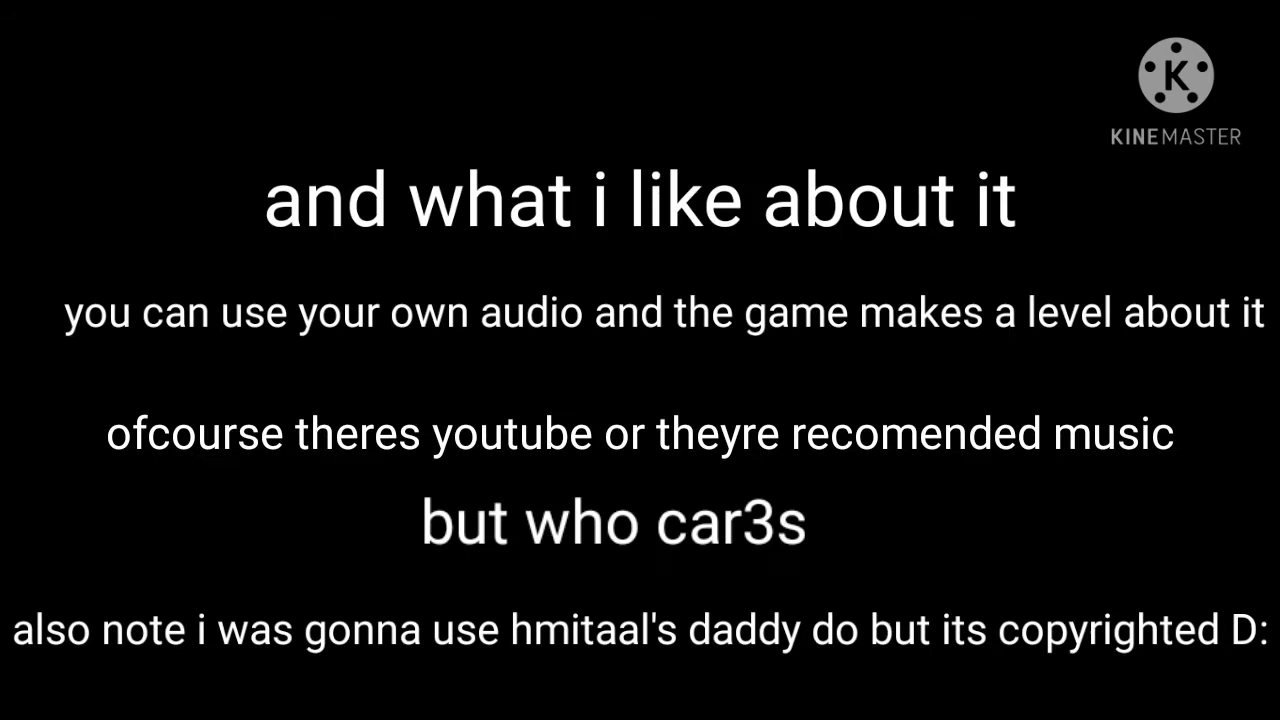 K
KINEMASTER
and what i like about it
you can use your own audio and the game makes a level about it
ofcourse theres youtube or theyre recomended music
but who car3s
also note i was gonna use hmitaal's daddy do but its copyrighted D: